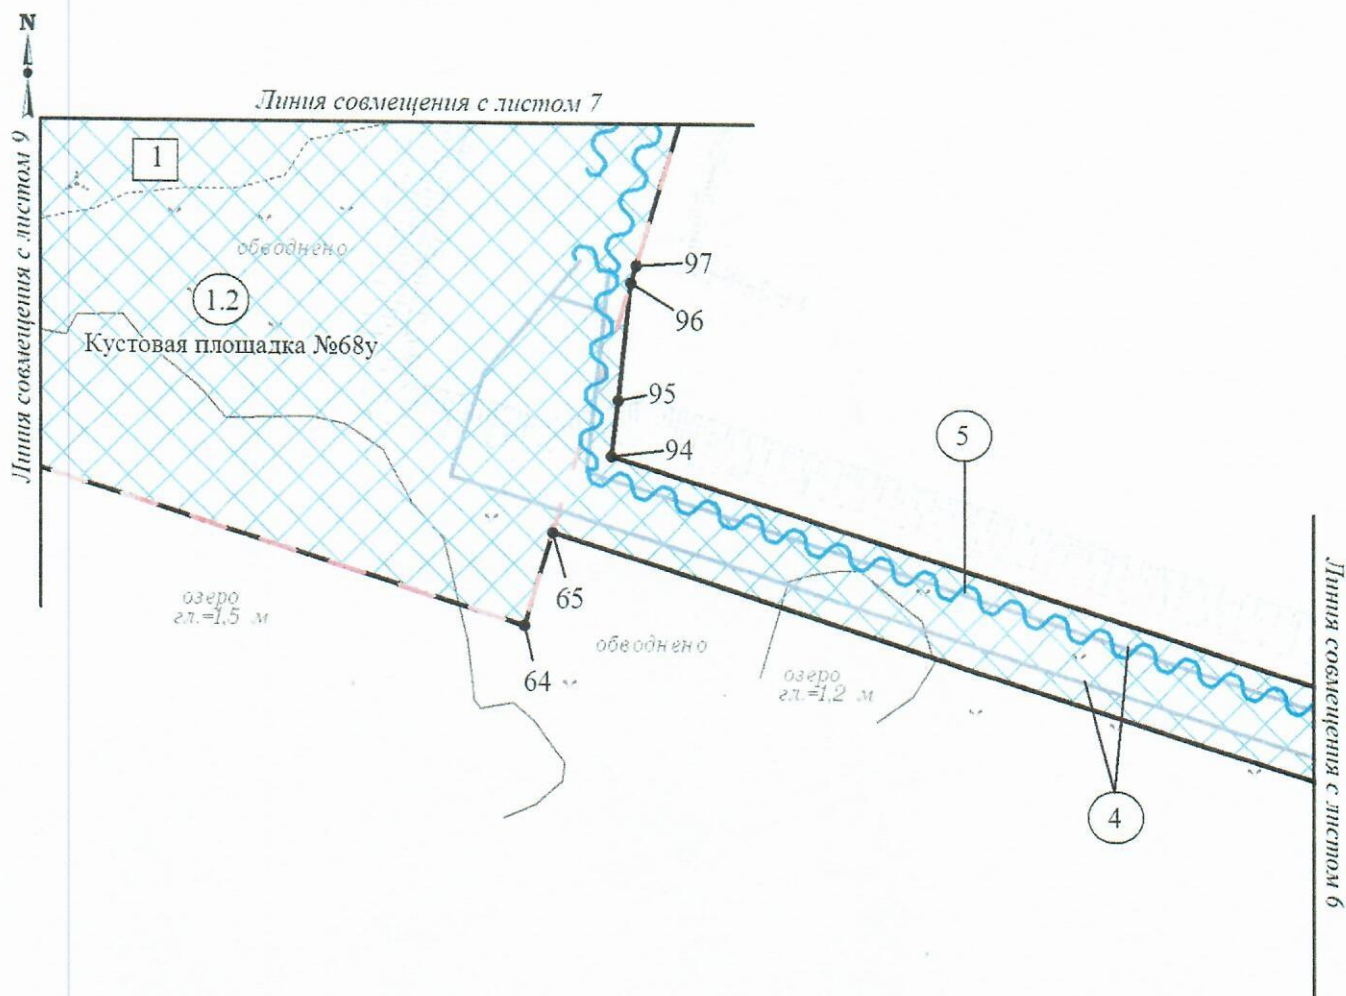 N
Линия совмещения с листом 7
Линия совмещения с листом 9
1
обводнено
1.2
Кустовая площадка №68у
97
96
95
94
5
65
64
озеро
гл.=1,5 м
обводнено
озеро
гл.=1,2 м
4
Линия совмещения с листом 6